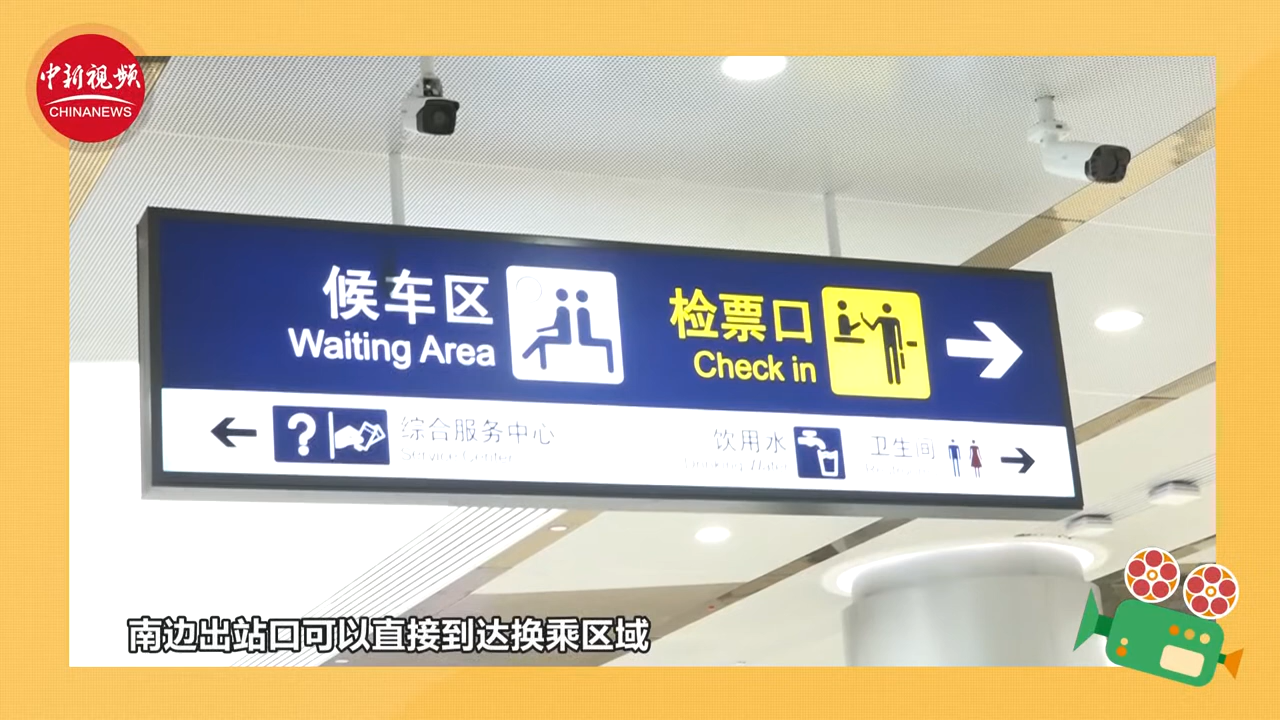 中新视频
CHINANEWS
候车区
Waiting Area
检票口
Check in
?
综合服务中心
Service Center
饮用水
Drinking Water
卫生间
南边出站口可以直接到达换乘区域